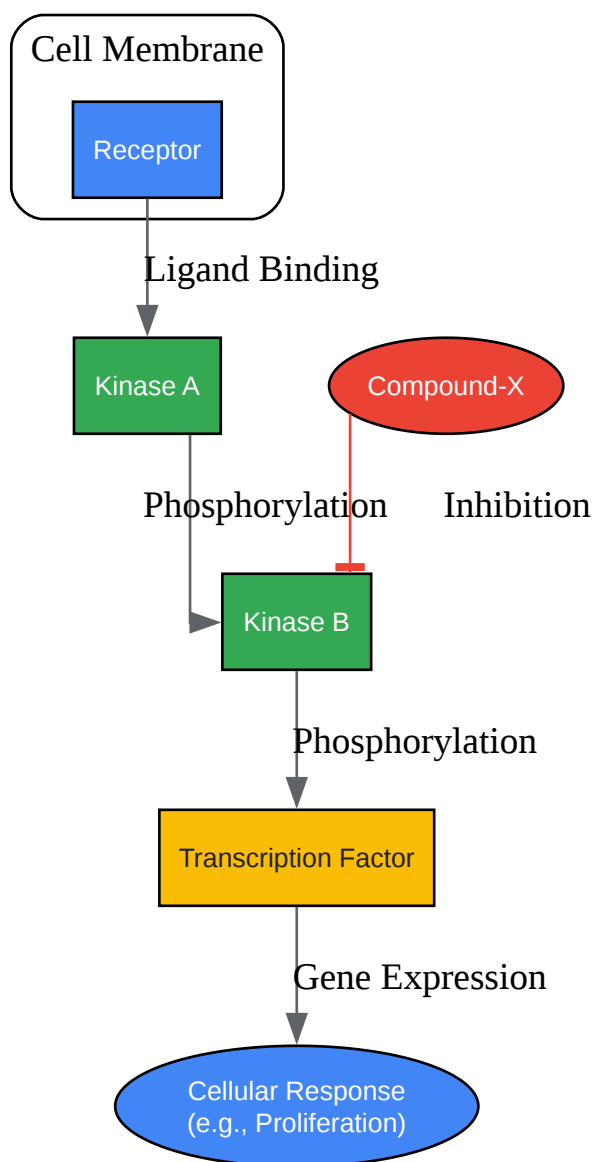 Cell Membrane
Receptor
Ligand Binding
Kinase A
Compound-X
Phosphorylation
Inhibition
Kinase B
Phosphorylation
Transcription Factor
Gene Expression
Cellular Response
(e.g., Proliferation)